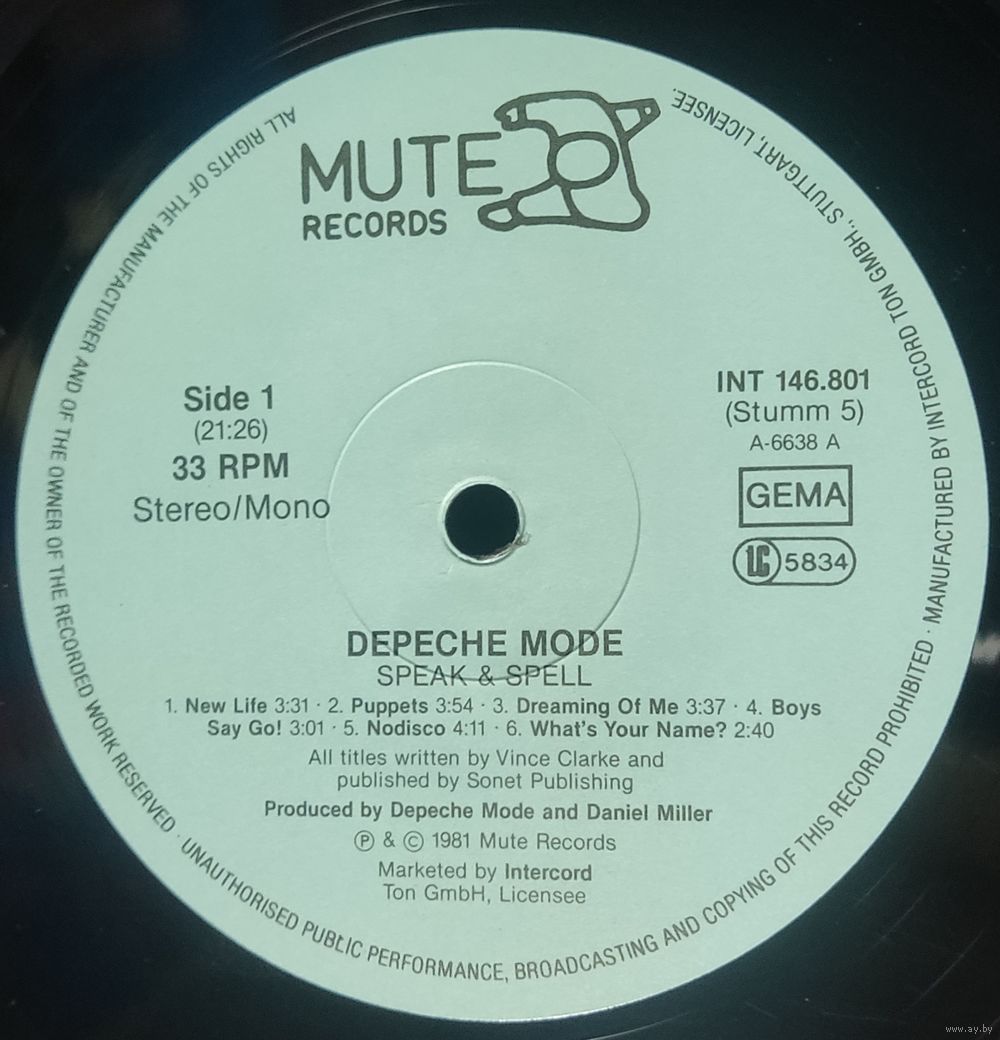 MUTE
RECORDS
Side 1
(21:26)
33 RPM
Stereo/Mono
INT 146.801
(Stumm 5)
A-6638 A
GEMA
LC 5834
DEPECHE MODE
SPEAK & SPELL
1. New Life 3:31 · 2. Puppets 3:54 · 3. Dreaming Of Me 3:37 · 4. Boys
Say Go! 3:01 · 5. Nodisco 4:11 · 6. What's Your Name? 2:40
All titles written by Vince Clarke and
published by Sonet Publishing
Produced by Depeche Mode and Daniel Miller
Ⓟ & © 1981 Mute Records
Marketed by Intercord
Ton GmbH, Licensee
ALL RIGHTS OF THE MANUFACTURER AND OF THE OWNER OF THE RECORDED WORK RESERVED · UNAUTHORISED PUBLIC PERFORMANCE, BROADCASTING AND COPYING OF THIS RECORD PROHIBITED · MANUFACTURED BY INTERCORD TON GMBH., STUTTGART, LICENSEE.
www.ay.by